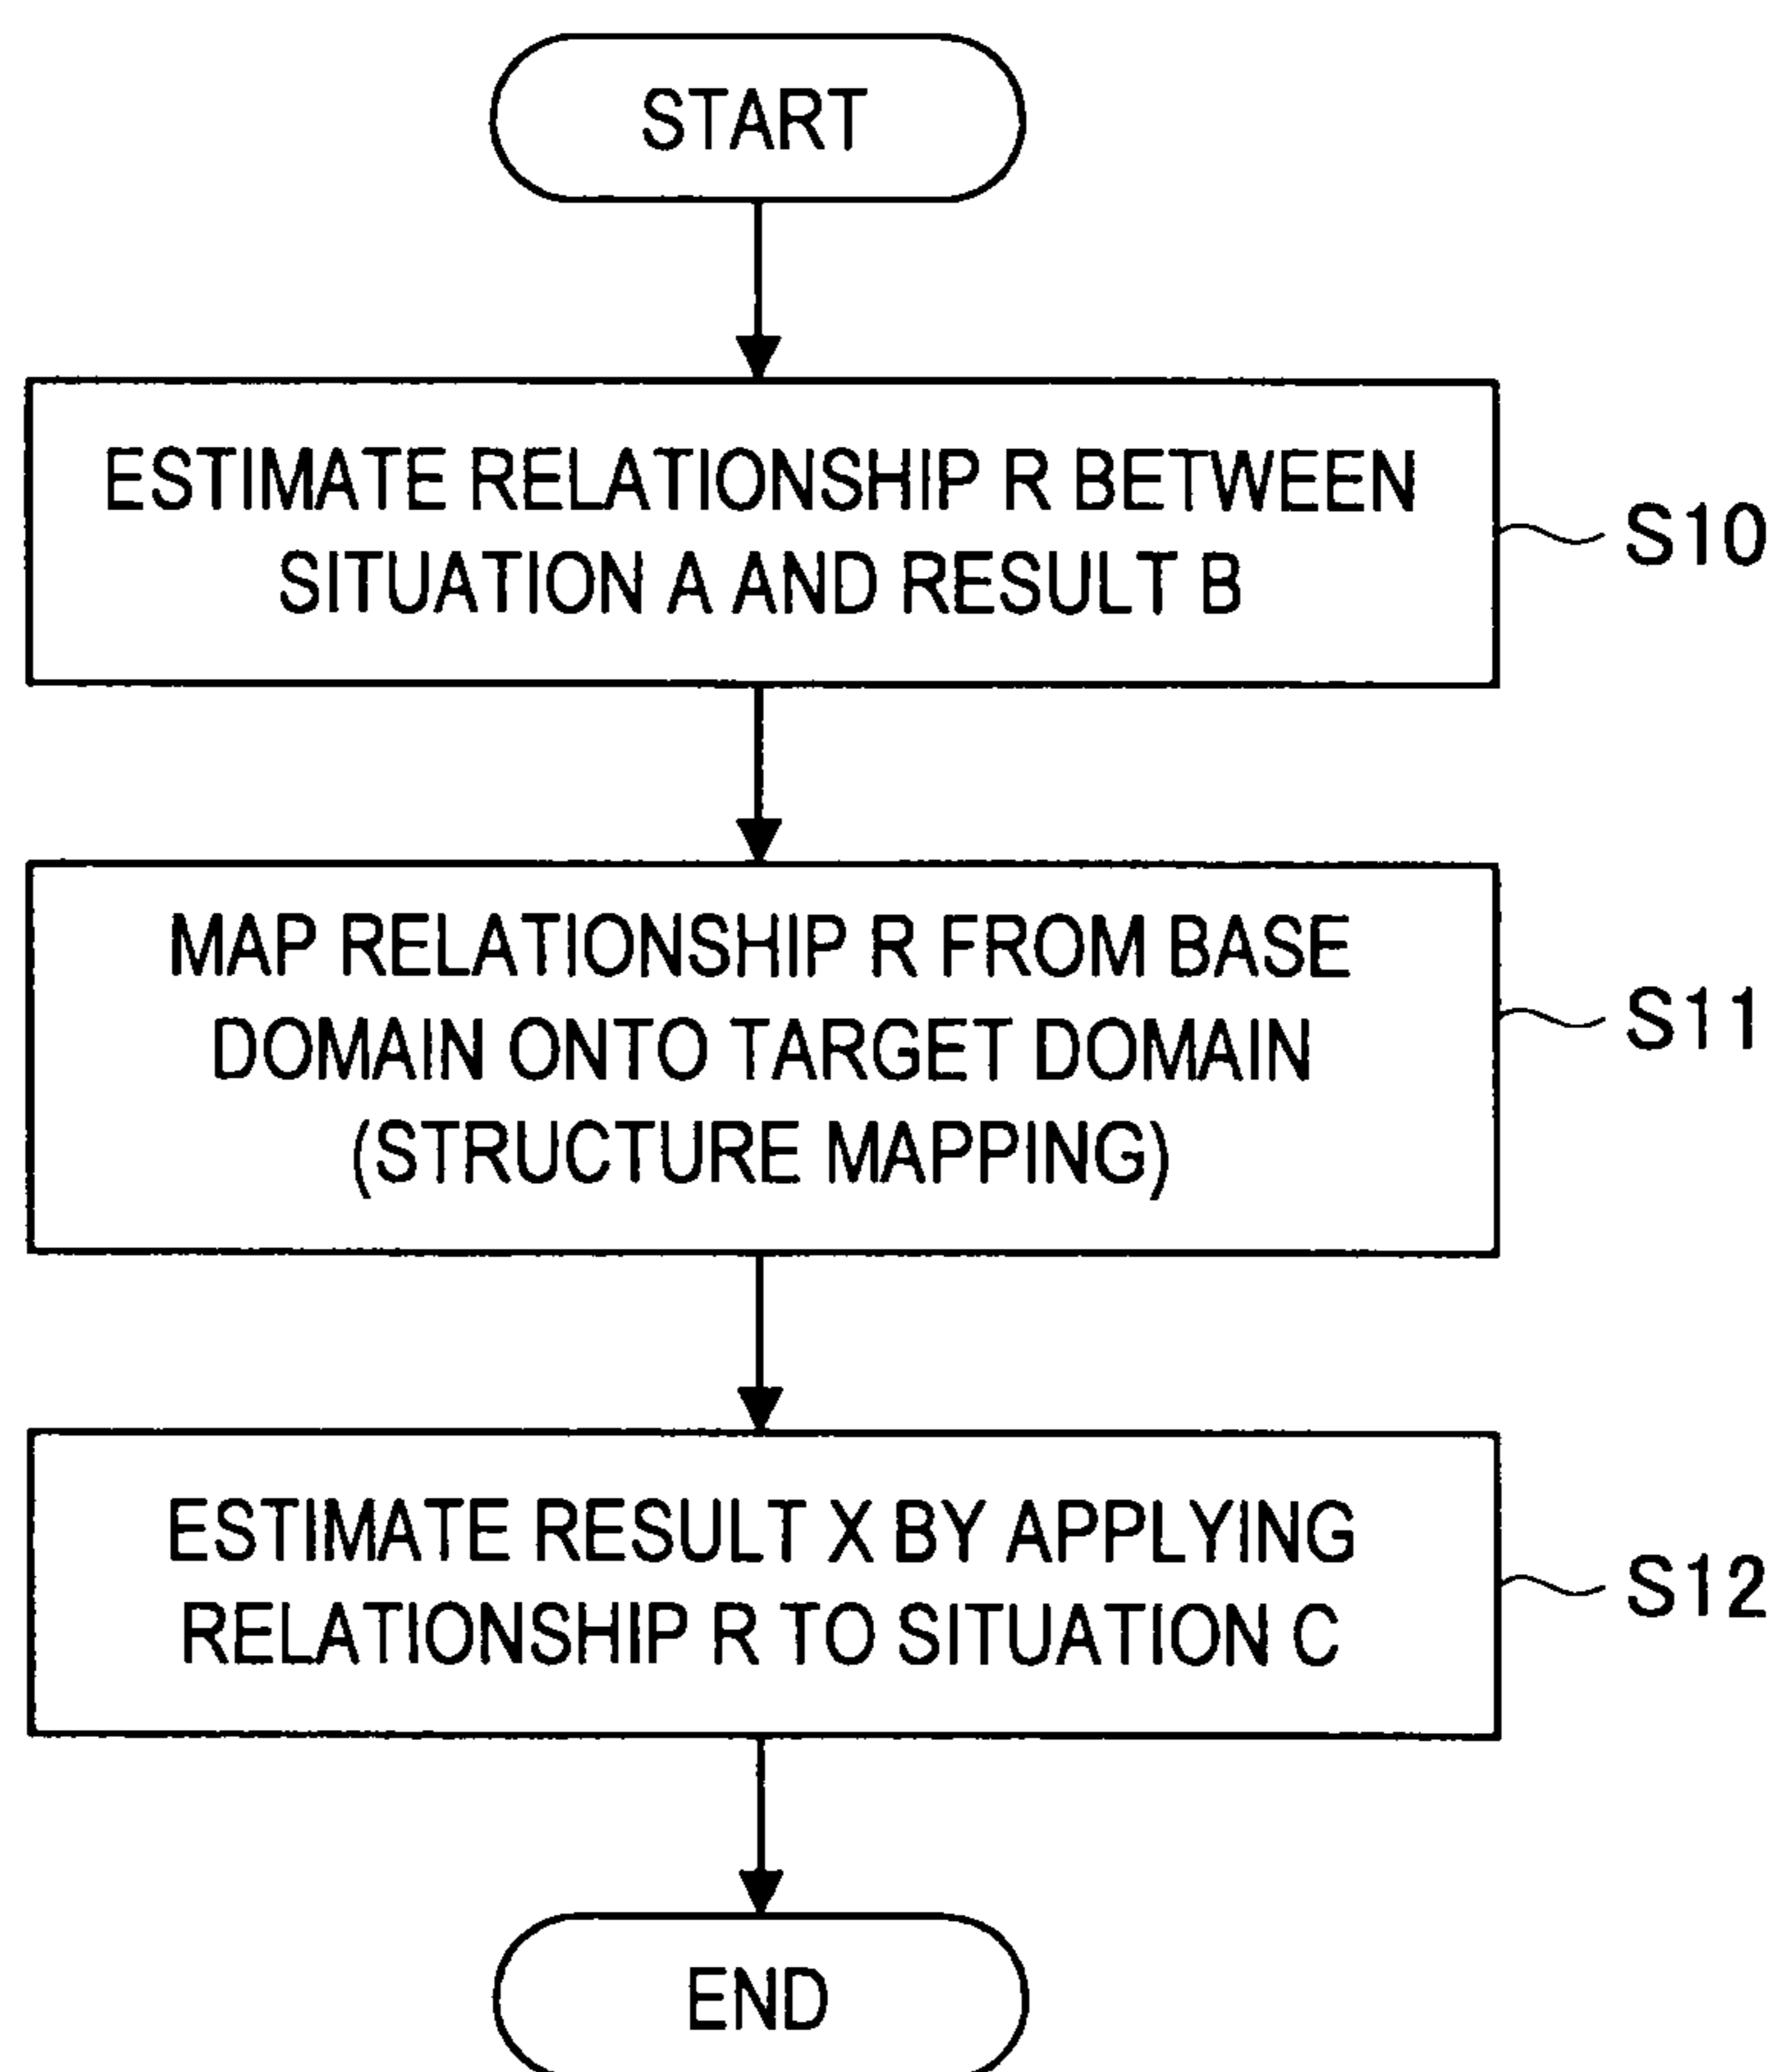 START
ESTIMATE RELATIONSHIP R BETWEEN
SITUATION A AND RESULT B
S10
MAP RELATIONSHIP R FROM BASE
DOMAIN ONTO TARGET DOMAIN
(STRUCTURE MAPPING)
S11
ESTIMATE RESULT X BY APPLYING
RELATIONSHIP R TO SITUATION C
S12
END